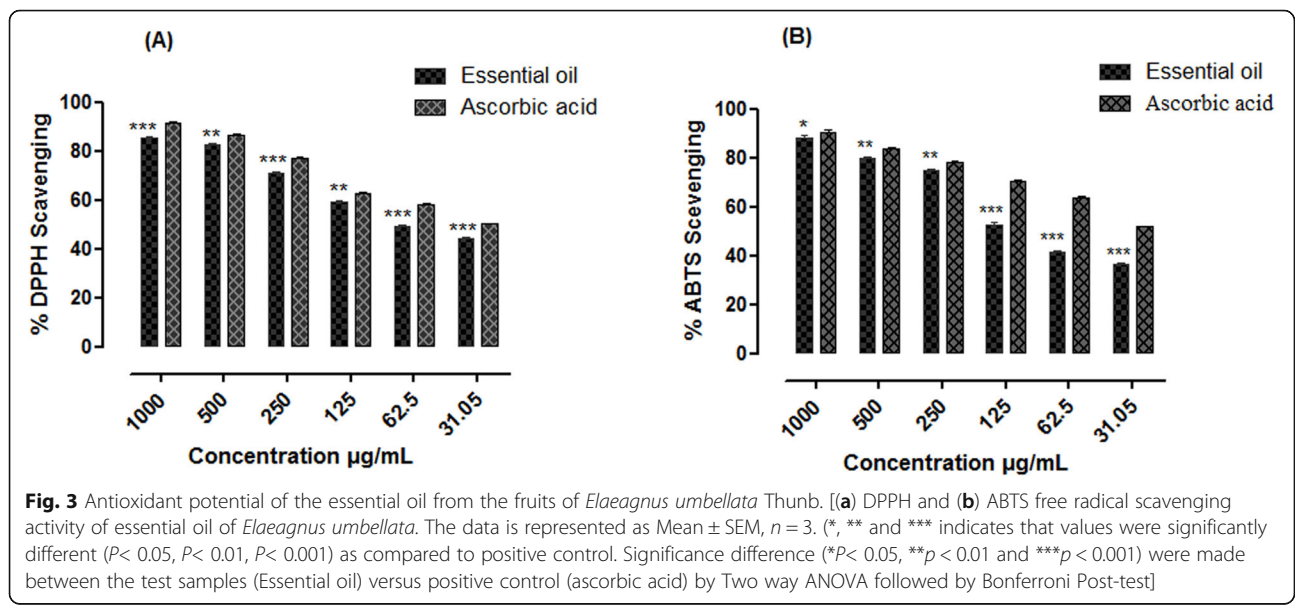 (A)
Essential oil
Ascorbic acid
% DPPH Scavenging
100
80
60
40
20
0
***
**
***
**
***
***
1000
500
250
125
62.5
31.05
Concentration µg/mL
(B)
Essential oil
Ascorbic acid
% ABTS Scevenging
100
80
60
40
20
0
*
**
**
***
***
***
1000
500
250
125
62.5
31.05
Concentration µg/mL
Fig. 3 Antioxidant potential of the essential oil from the fruits of Elaeagnus umbellata Thunb. [(a) DPPH and (b) ABTS free radical scavenging
activity of essential oil of Elaeagnus umbellata. The data is represented as Mean ± SEM, n = 3. (*, ** and *** indicates that values were significantly
different (P< 0.05, P< 0.01, P< 0.001) as compared to positive control. Significance difference (*P< 0.05, **p < 0.01 and ***p < 0.001) were made
between the test samples (Essential oil) versus positive control (ascorbic acid) by Two way ANOVA followed by Bonferroni Post-test]